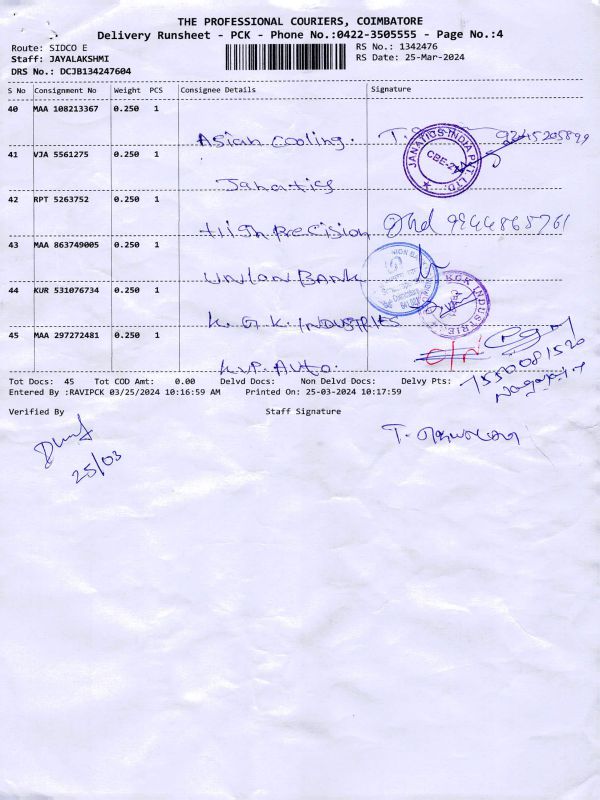 THE PROFESSIONAL COURIERS, COIMBATORE
Delivery Runsheet - PCK - Phone No.:0422-3505555 - Page No.:4
Route: SIDCO E
RS No.: 1342476
Staff: JAYALAKSHMI
RS Date: 25-Mar-2024
DRS No.: DCJB134247604
S No Consignment No Weight PCS Consignee Details Signature
40 MAA 108213367 0.250 1
Asian Cooling. 9245205899
41 VJA 5561275 0.250 1
JANATICS INDIA PVT. LTD.
CBE-21
Janatics
42 RPT 5263752 0.250 1
High Precision 9944865761
43 MAA 863749005 0.250 1
Union Bank
44 KUR 531076734 0.250 1
KGK INDUSTRIES
K.G.K. INDUSTRIES
45 MAA 297272481 0.250 1
K.P. Auto.
Tot Docs: 45 Tot COD Amt: 0.00 Delvd Docs: Non Delvd Docs: Delvy Pts:
Entered By :RAVIPCK 03/25/2024 10:16:59 AM Printed On: 25-03-2024 10:17:59
Verified By Staff Signature
25/03